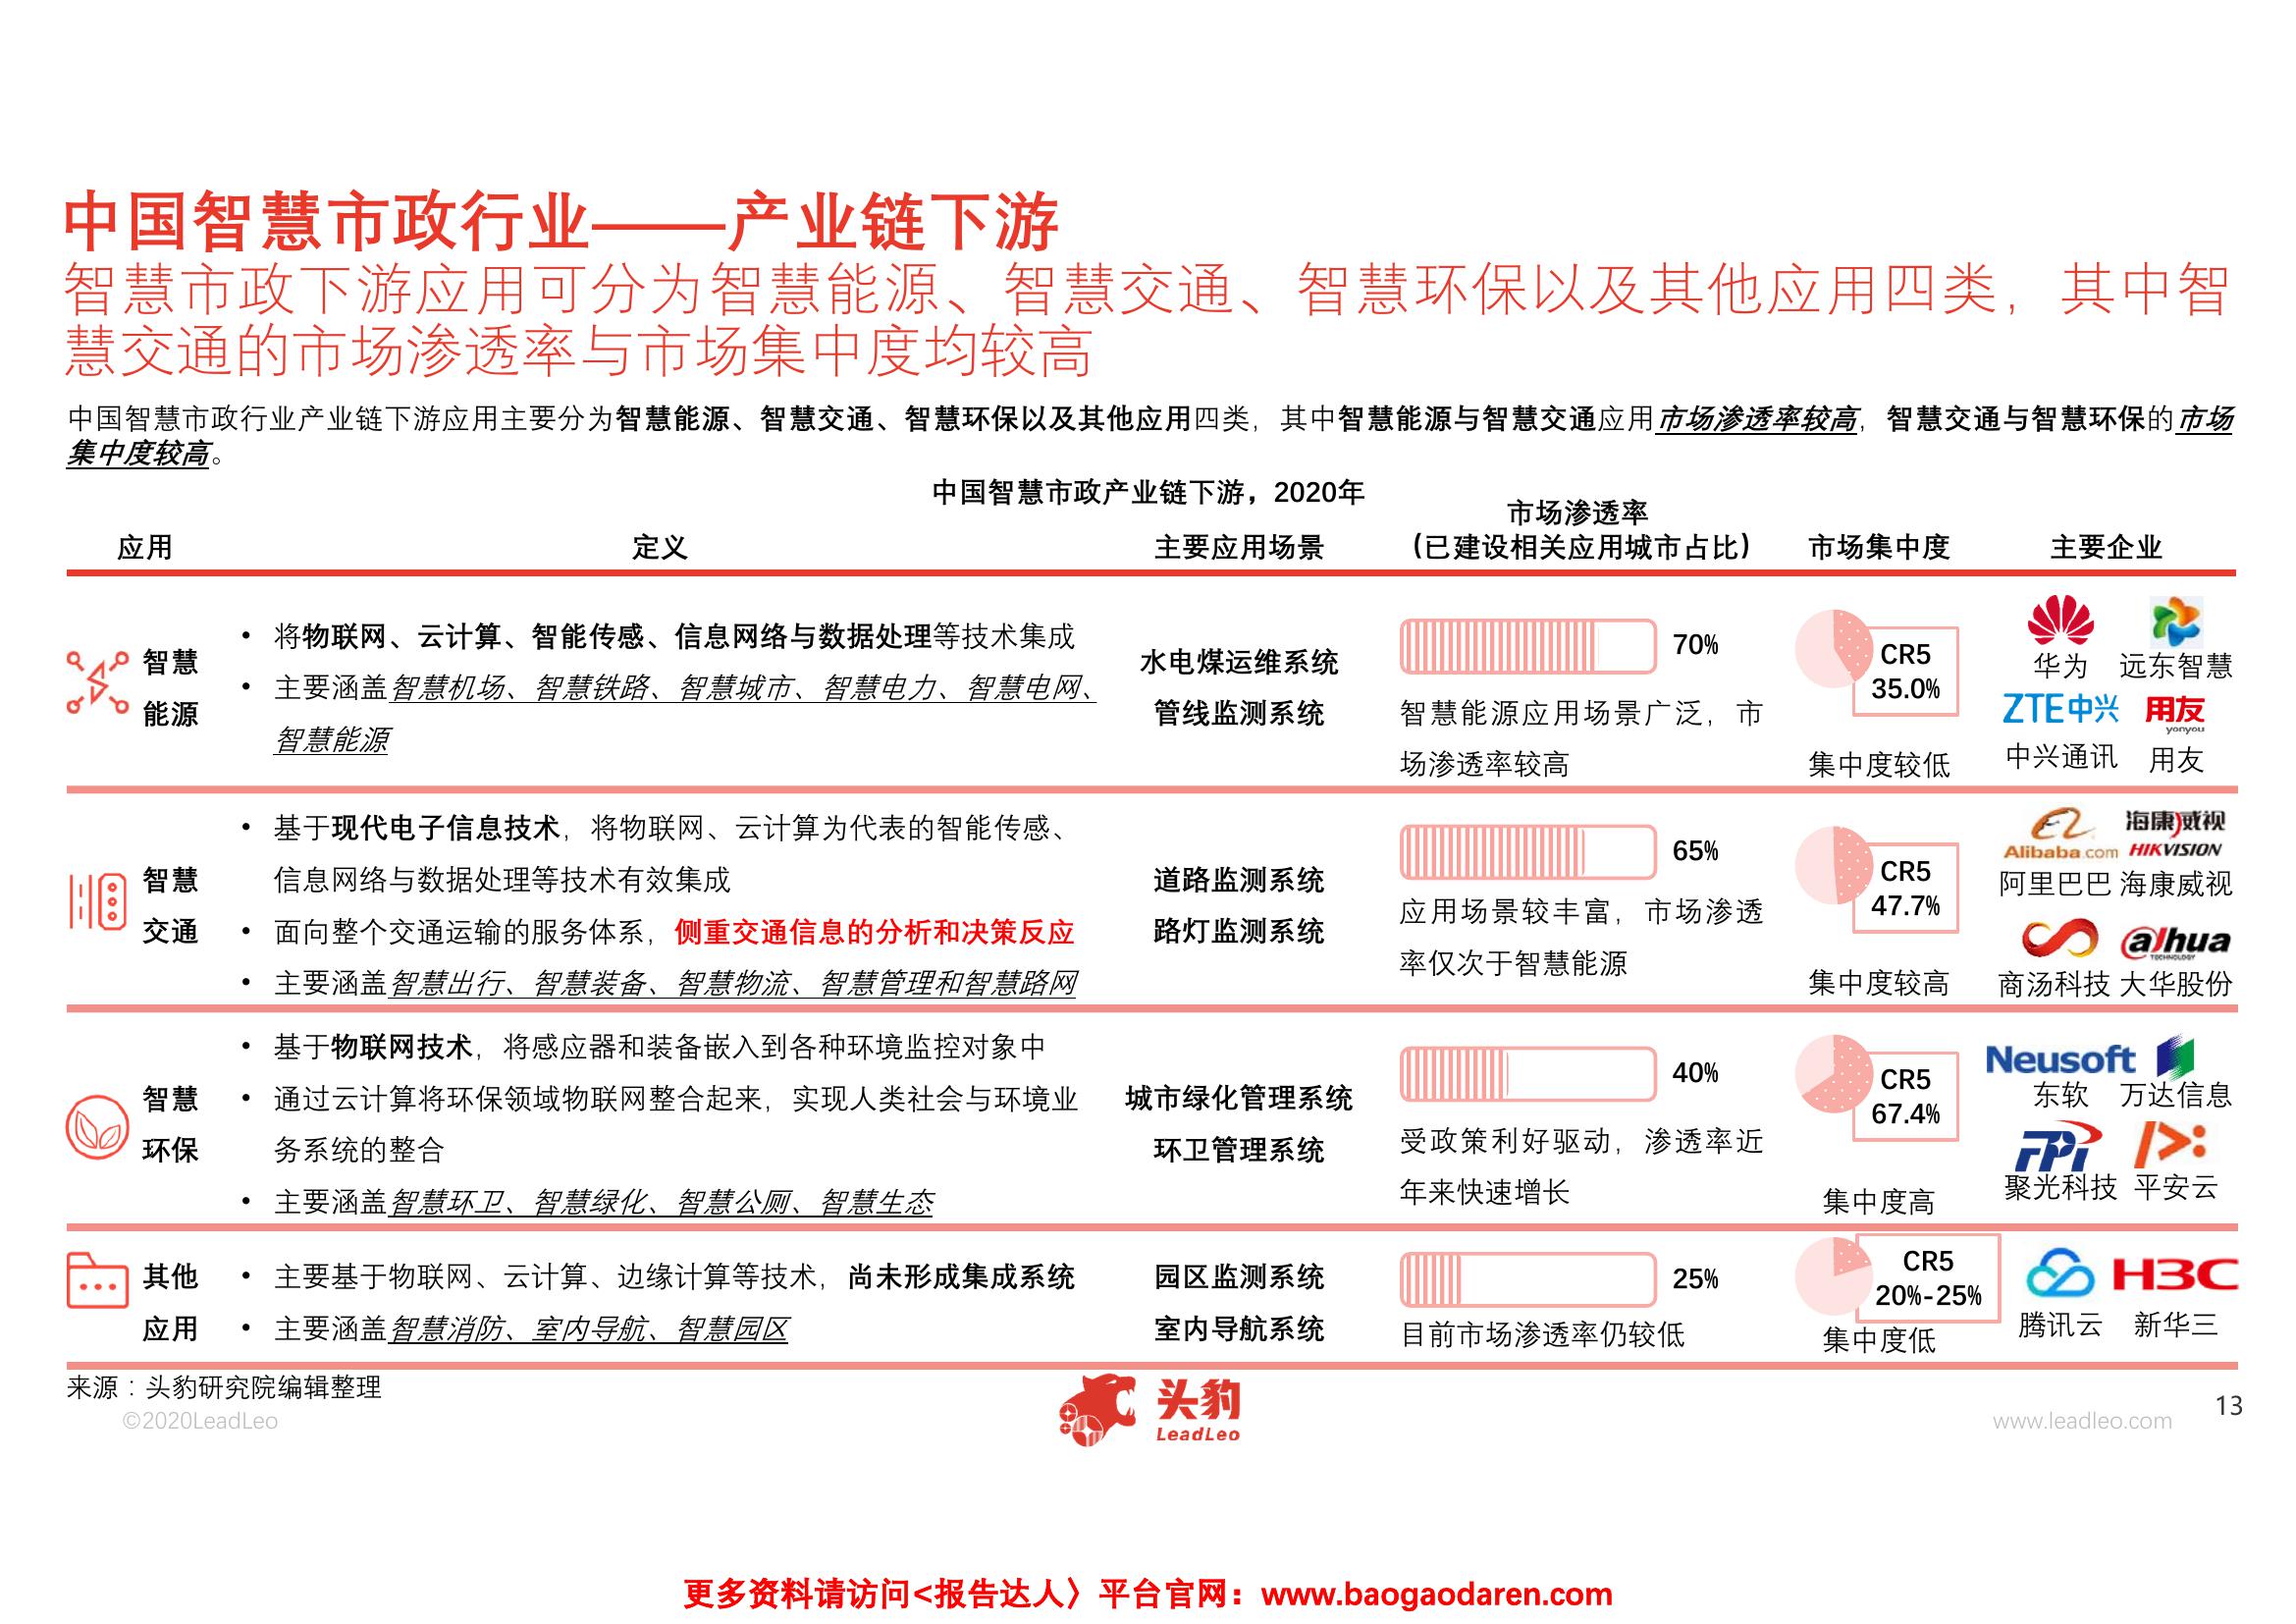 中国智慧市政行业——产业链下游
智慧市政下游应用可分为智慧能源、智慧交通、智慧环保以及其他应用四类，其中智
慧交通的市场渗透率与市场集中度均较高
中国智慧市政行业产业链下游应用主要分为智慧能源、智慧交通、智慧环保以及其他应用四类，其中智慧能源与智慧交通应用市场渗透率较高，智慧交通与智慧环保的市场
集中度较高。
中国智慧市政产业链下游，2020年
应用
定义
主要应用场景
市场渗透率
（已建设相关应用城市占比）
市场集中度
主要企业
智慧
能源
• 将物联网、云计算、智能传感、信息网络与数据处理等技术集成
• 主要涵盖智慧机场、智慧铁路、智慧城市、智慧电力、智慧电网、
智慧能源
水电煤运维系统
管线监测系统
70%
智慧能源应用场景广泛，市
场渗透率较高
CR5
35.0%
集中度较低
华为 远东智慧
ZTE中兴 用友
yonyou
中兴通讯 用友
智慧
交通
• 基于现代电子信息技术，将物联网、云计算为代表的智能传感、
信息网络与数据处理等技术有效集成
• 面向整个交通运输的服务体系，侧重交通信息的分析和决策反应
• 主要涵盖智慧出行、智慧装备、智慧物流、智慧管理和智慧路网
道路监测系统
路灯监测系统
65%
应用场景较丰富，市场渗透
率仅次于智慧能源
CR5
47.7%
集中度较高
海康威视
Alibaba.com HIKVISION
阿里巴巴 海康威视
alhua
TECHNOLOGY
商汤科技 大华股份
智慧
环保
• 基于物联网技术，将感应器和装备嵌入到各种环境监控对象中
• 通过云计算将环保领域物联网整合起来，实现人类社会与环境业
务系统的整合
• 主要涵盖智慧环卫、智慧绿化、智慧公厕、智慧生态
城市绿化管理系统
环卫管理系统
40%
受政策利好驱动，渗透率近
年来快速增长
CR5
67.4%
集中度高
Neusoft
东软 万达信息
FPI
聚光科技 平安云
其他
应用
• 主要基于物联网、云计算、边缘计算等技术，尚未形成集成系统
• 主要涵盖智慧消防、室内导航、智慧园区
园区监测系统
室内导航系统
25%
目前市场渗透率仍较低
CR5
20%-25%
集中度低
H3C
腾讯云 新华三
来源：头豹研究院编辑整理
©2020LeadLeo
头豹
LeadLeo
www.leadleo.com
13
更多资料请访问<报告达人〉平台官网：www.baogaodaren.com